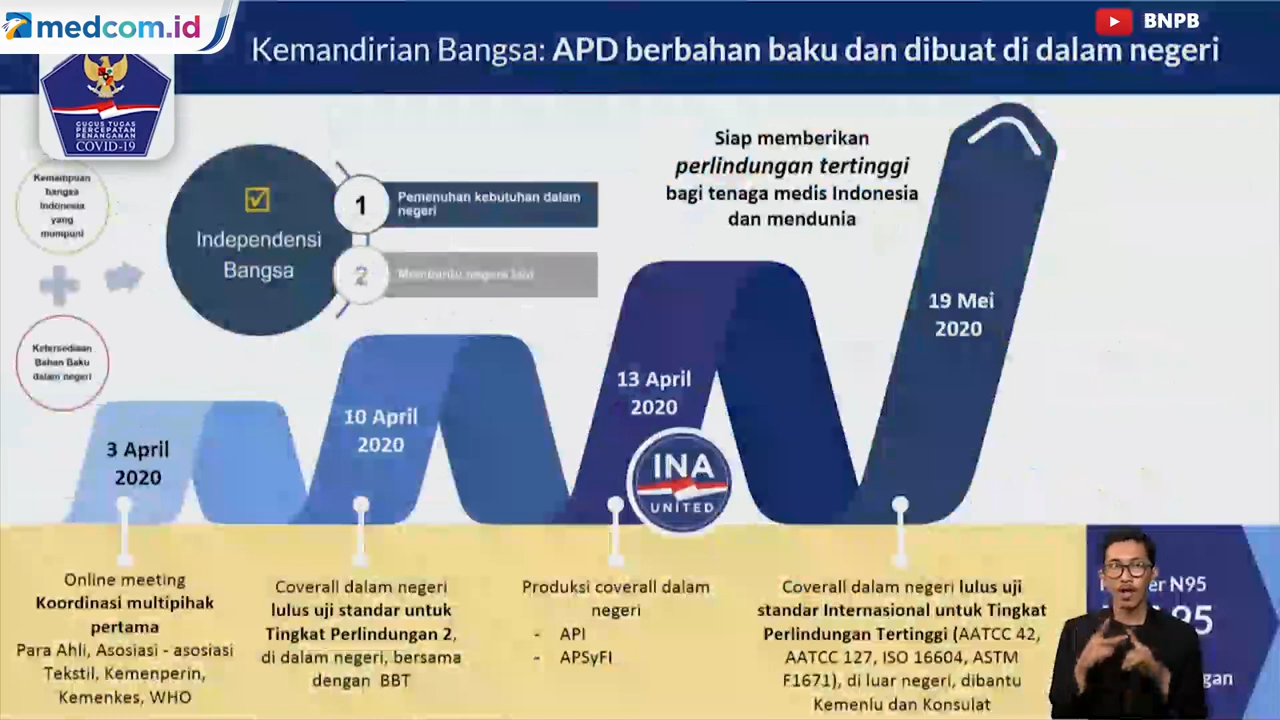 medcom.id
BNPB
Kemandirian Bangsa: APD berbahan baku dan dibuat di dalam negeri
GUGUS TUGAS
PERCEPATAN
PENANGANAN
COVID-19
Kemampuan
bangsa
Indonesia
yang
mumpuni
Ketersediaan
Bahan Baku
dalam negeri
Independensi
Bangsa
1
Pemenuhan kebutuhan dalam
negeri
2
Membantu negara lain
Siap memberikan
perlindungan tertinggi
bagi tenaga medis Indonesia
dan mendunia
3 April
2020
10 April
2020
13 April
2020
19 Mei
2020
INA
UNITED
Online meeting
Koordinasi multipihak
pertama
Para Ahli, Asosiasi - asosiasi
Tekstil, Kemenperin,
Kemenkes, WHO
Coverall dalam negeri
lulus uji standar untuk
Tingkat Perlindungan 2,
di dalam negeri, bersama
dengan BBT
Produksi coverall dalam
negeri
- API
- APSyFI
Coverall dalam negeri lulus uji
standar Internasional untuk Tingkat
Perlindungan Tertinggi (AATCC 42,
AATCC 127, ISO 16604, ASTM
F1671), di luar negeri, dibantu
Kemenlu dan Konsulat
N95
95